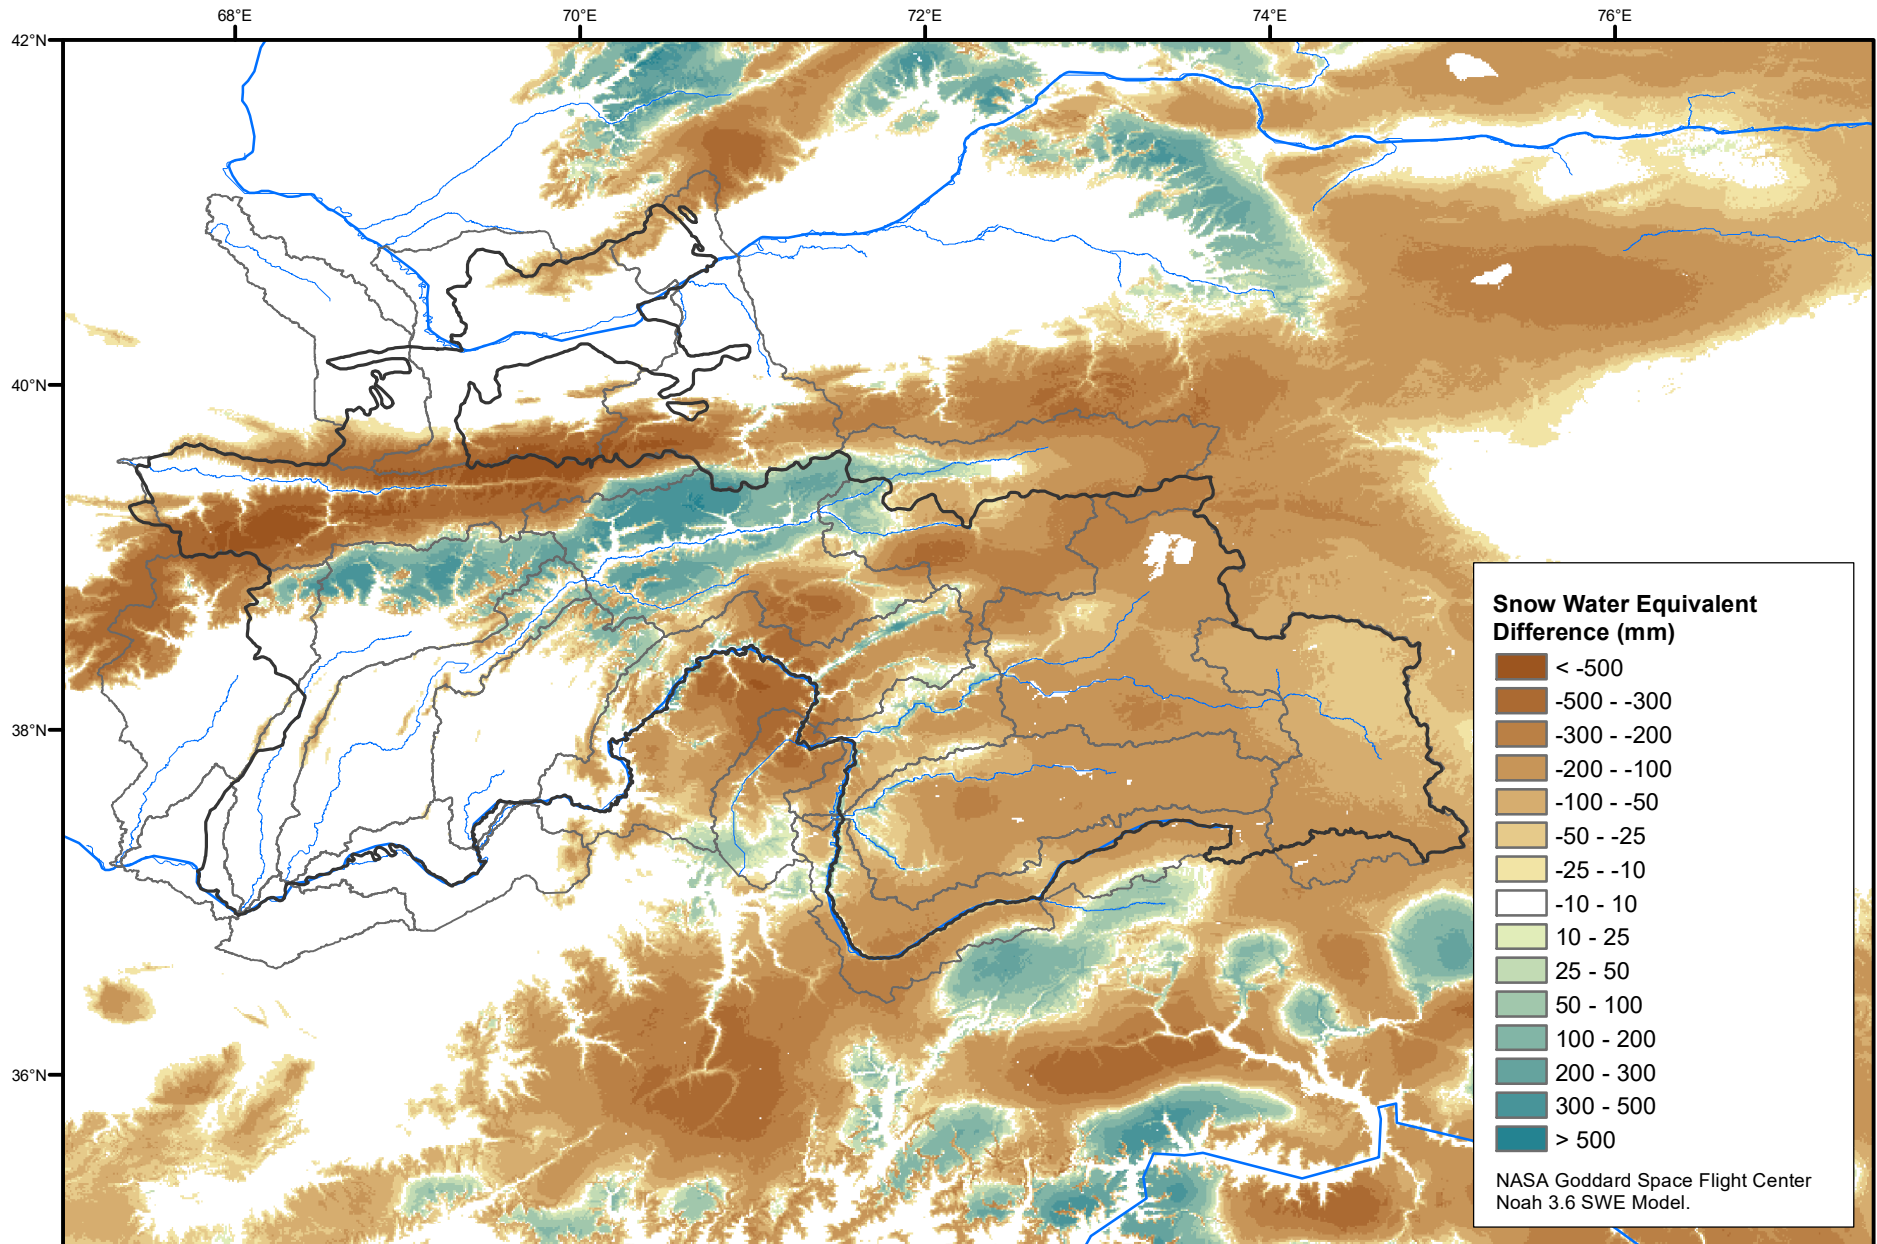 68°E 70°E 72°E 74°E 76°E
42°N
40°N
38°N
36°N
Snow Water Equivalent
Difference (mm)
< -500
-500 - -300
-300 - -200
-200 - -100
-100 - -50
-50 - -25
-25 - -10
-10 - 10
10 - 25
25 - 50
50 - 100
100 - 200
200 - 300
300 - 500
> 500
NASA Goddard Space Flight Center
Noah 3.6 SWE Model.